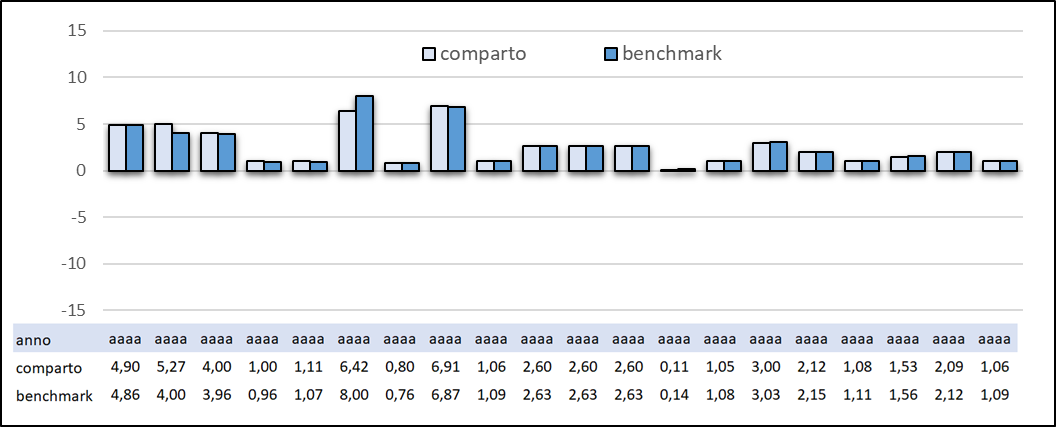 15
comparto benchmark
10
5
0
-5
-10
-15
anno aaaa aaaa aaaa aaaa aaaa aaaa aaaa aaaa aaaa aaaa aaaa aaaa aaaa aaaa aaaa aaaa aaaa aaaa aaaa aaaa
comparto 4,90 5,27 4,00 1,00 1,11 6,42 0,80 6,91 1,06 2,60 2,60 2,60 0,11 1,05 3,00 2,12 1,08 1,53 2,09 1,06
benchmark 4,86 4,00 3,96 0,96 1,07 8,00 0,76 6,87 1,09 2,63 2,63 2,63 0,14 1,08 3,03 2,15 1,11 1,56 2,12 1,09